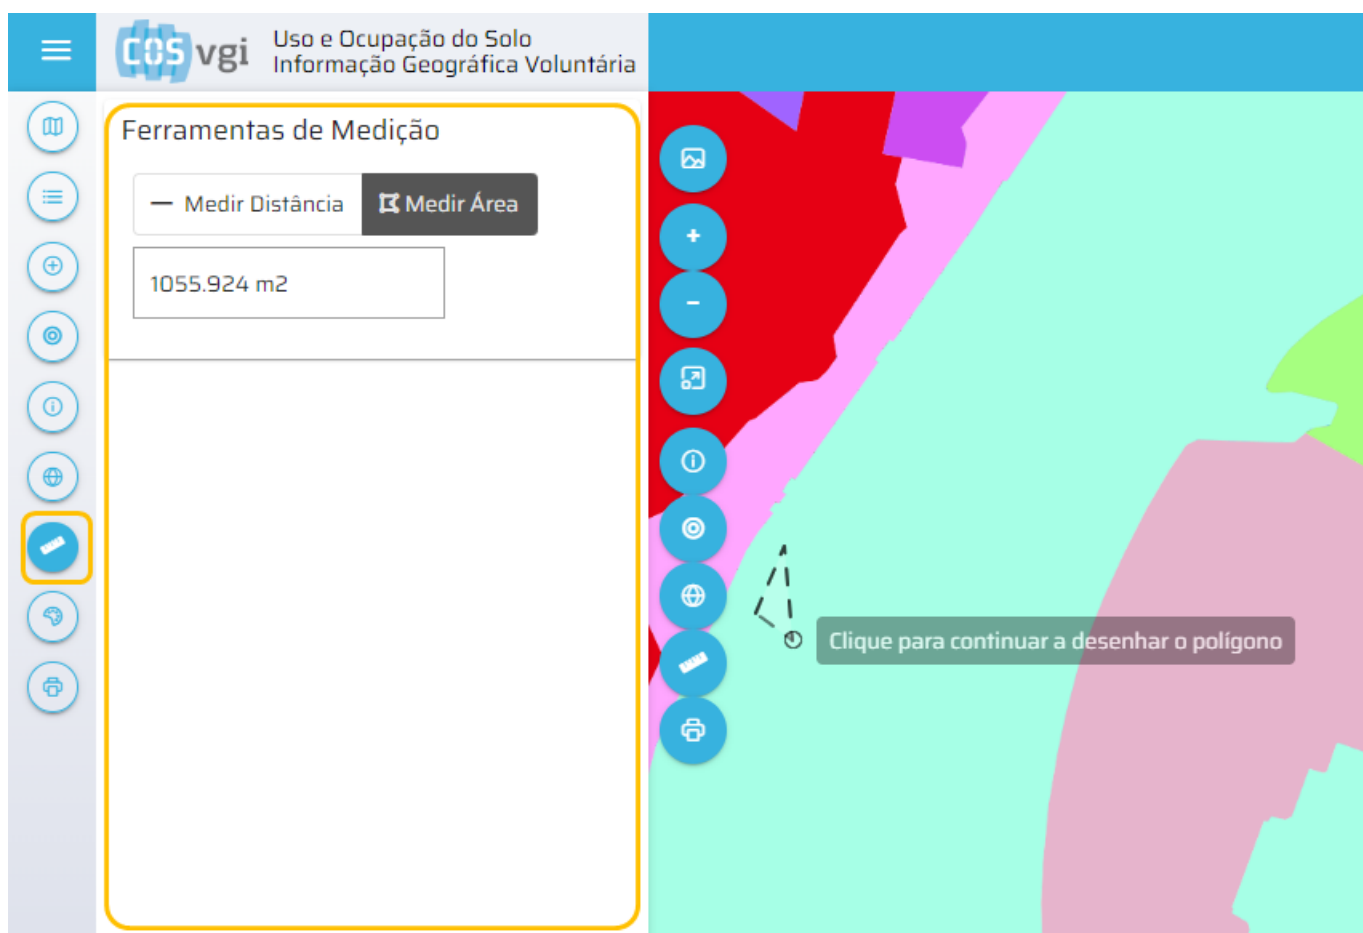 COS vgi
Uso e Ocupação do Solo
Informação Geográfica Voluntária
Ferramentas de Medição
Medir Distância
Medir Área
1055.924 m2
Clique para continuar a desenhar o polígono